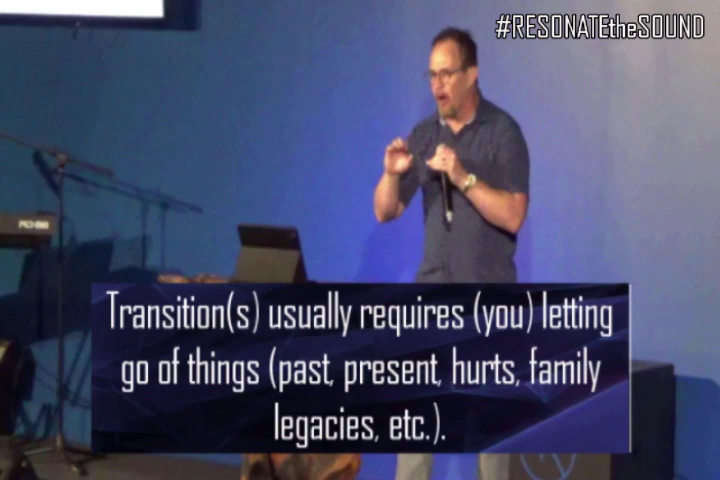 #RESONATEtheSOUND
Transition(s) usually requires (you) letting
go of things (past, present, hurts, family
legacies, etc.).